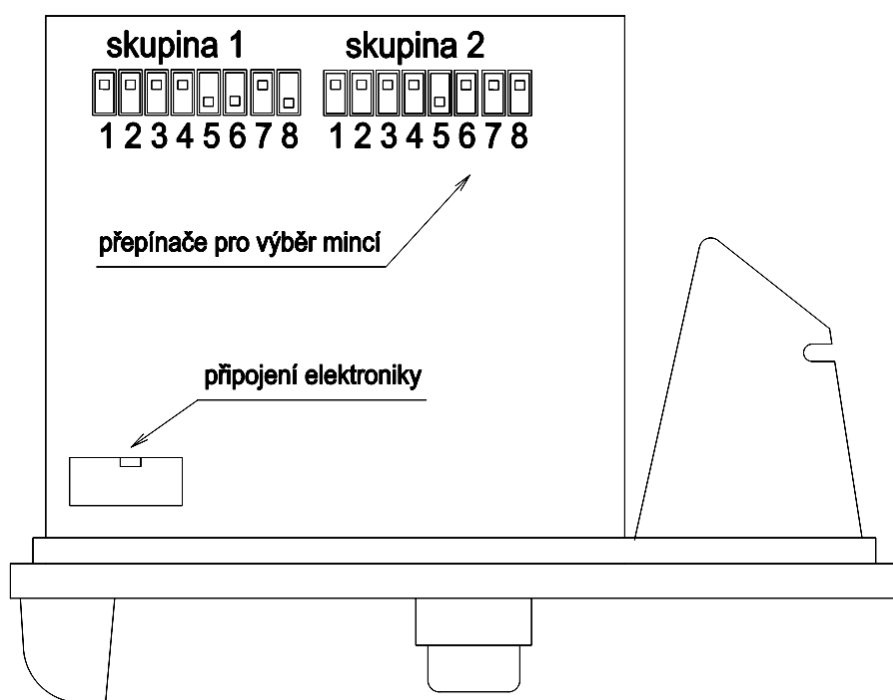 skupina 1 skupina 2
1 2 3 4 5 6 7 8 1 2 3 4 5 6 7 8
přepínače pro výběr mincí
připojení elektroniky